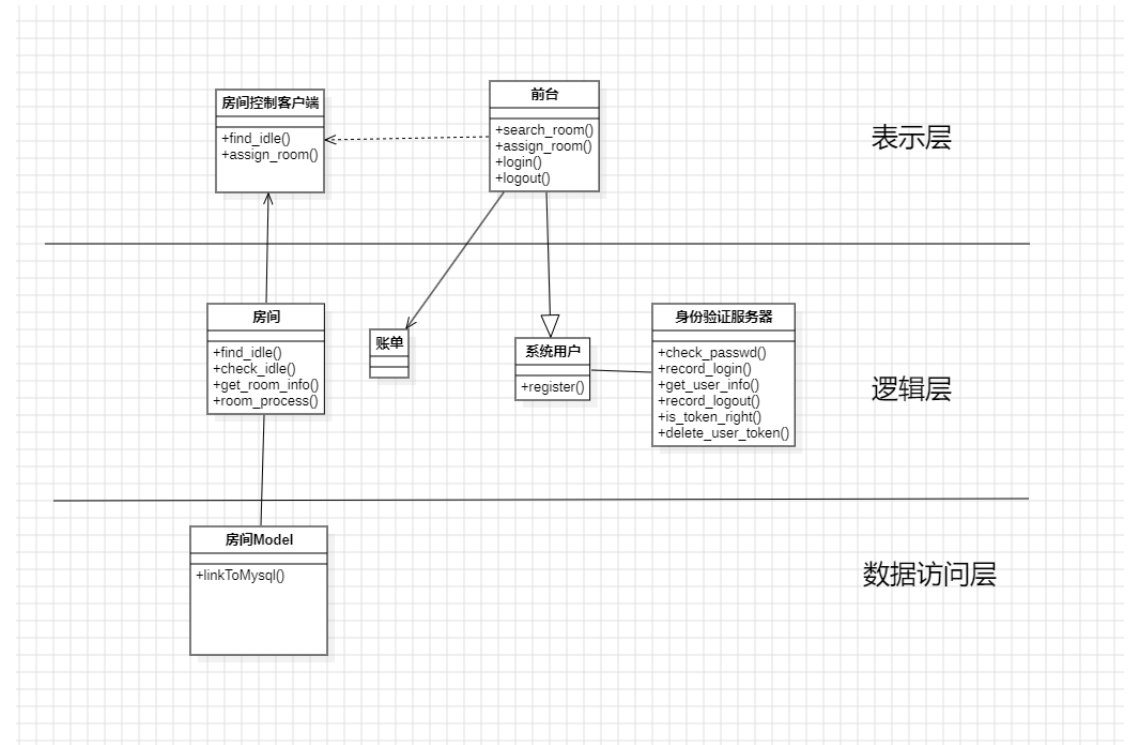 房间控制客户端
+find_idle()
+assign_room()
前台
+search_room()
+assign_room()
+login()
+logout()
表示层
房间
+find_idle()
+check_idle()
+get_room_info()
+room_process()
账单
系统用户
+register()
身份验证服务器
+check_passwd()
+record_login()
+get_user_info()
+record_logout()
+is_token_right()
+delete_user_token()
逻辑层
房间Model
+linkToMysql()
数据访问层